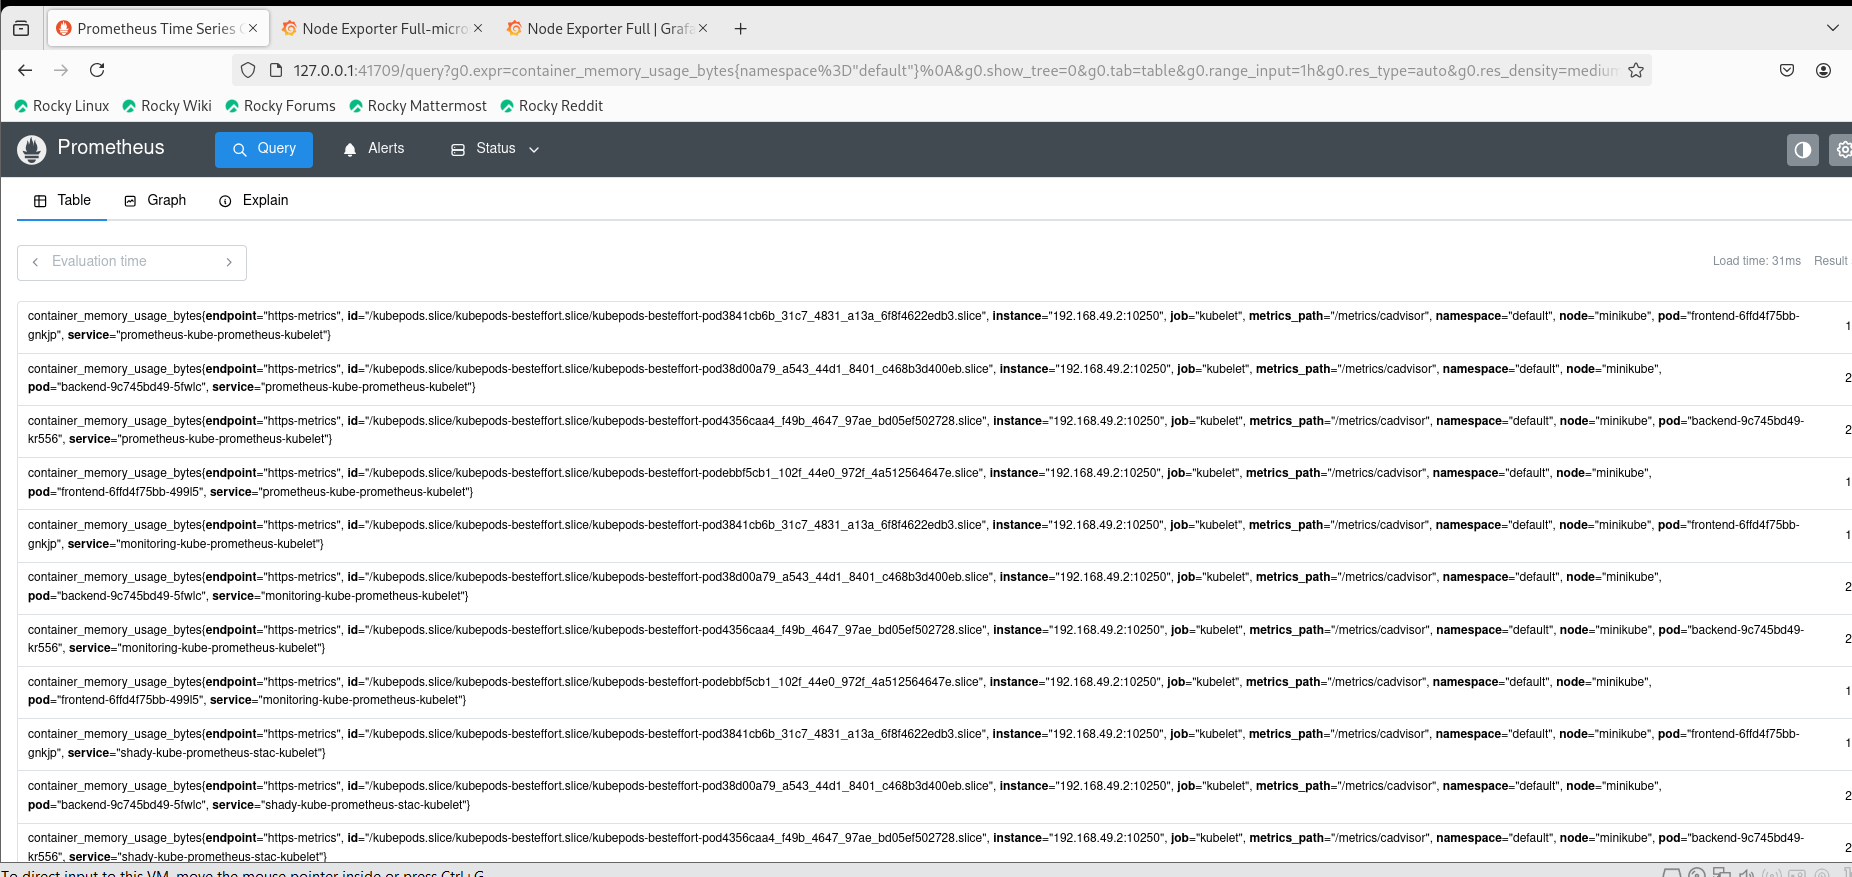 Prometheus Time Series
Node Exporter Full-micro
Node Exporter Full | Grafa
127.0.0.1:41709/query?g0.expr=container_memory_usage_bytes{namespace%3D"default"}%0A&g0.show_tree=0&g0.tab=table&g0.range_input=1h&g0.res_type=auto&g0.res_density=medium
Rocky Linux Rocky Wiki Rocky Forums Rocky Mattermost Rocky Reddit
Prometheus Query Alerts Status
Table Graph Explain
Evaluation time
Load time: 31ms Result
container_memory_usage_bytes{endpoint="https-metrics", id="/kubepods.slice/kubepods-besteffort.slice/kubepods-besteffort-pod3841cb6b_31c7_4831_a13a_6f8f4622edb3.slice", instance="192.168.49.2:10250", job="kubelet", metrics_path="/metrics/cadvisor", namespace="default", node="minikube", pod="frontend-6ffd4f75bb-
gnkjp", service="prometheus-kube-prometheus-kubelet"}
1
container_memory_usage_bytes{endpoint="https-metrics", id="/kubepods.slice/kubepods-besteffort.slice/kubepods-besteffort-pod38d00a79_a543_44d1_8401_c468b3d400eb.slice", instance="192.168.49.2:10250", job="kubelet", metrics_path="/metrics/cadvisor", namespace="default", node="minikube",
pod="backend-9c745bd49-5fwlc", service="prometheus-kube-prometheus-kubelet"}
2
container_memory_usage_bytes{endpoint="https-metrics", id="/kubepods.slice/kubepods-besteffort.slice/kubepods-besteffort-pod4356caa4_f49b_4647_97ae_bd05ef502728.slice", instance="192.168.49.2:10250", job="kubelet", metrics_path="/metrics/cadvisor", namespace="default", node="minikube", pod="backend-9c745bd49-
kr556", service="prometheus-kube-prometheus-kubelet"}
2
container_memory_usage_bytes{endpoint="https-metrics", id="/kubepods.slice/kubepods-besteffort.slice/kubepods-besteffort-podebbf5cb1_102f_44e0_972f_4a512564647e.slice", instance="192.168.49.2:10250", job="kubelet", metrics_path="/metrics/cadvisor", namespace="default", node="minikube",
pod="frontend-6ffd4f75bb-499l5", service="prometheus-kube-prometheus-kubelet"}
1
container_memory_usage_bytes{endpoint="https-metrics", id="/kubepods.slice/kubepods-besteffort.slice/kubepods-besteffort-pod3841cb6b_31c7_4831_a13a_6f8f4622edb3.slice", instance="192.168.49.2:10250", job="kubelet", metrics_path="/metrics/cadvisor", namespace="default", node="minikube", pod="frontend-6ffd4f75bb-
gnkjp", service="monitoring-kube-prometheus-kubelet"}
1
container_memory_usage_bytes{endpoint="https-metrics", id="/kubepods.slice/kubepods-besteffort.slice/kubepods-besteffort-pod38d00a79_a543_44d1_8401_c468b3d400eb.slice", instance="192.168.49.2:10250", job="kubelet", metrics_path="/metrics/cadvisor", namespace="default", node="minikube",
pod="backend-9c745bd49-5fwlc", service="monitoring-kube-prometheus-kubelet"}
2
container_memory_usage_bytes{endpoint="https-metrics", id="/kubepods.slice/kubepods-besteffort.slice/kubepods-besteffort-pod4356caa4_f49b_4647_97ae_bd05ef502728.slice", instance="192.168.49.2:10250", job="kubelet", metrics_path="/metrics/cadvisor", namespace="default", node="minikube", pod="backend-9c745bd49-
kr556", service="monitoring-kube-prometheus-kubelet"}
2
container_memory_usage_bytes{endpoint="https-metrics", id="/kubepods.slice/kubepods-besteffort.slice/kubepods-besteffort-podebbf5cb1_102f_44e0_972f_4a512564647e.slice", instance="192.168.49.2:10250", job="kubelet", metrics_path="/metrics/cadvisor", namespace="default", node="minikube",
pod="frontend-6ffd4f75bb-499l5", service="monitoring-kube-prometheus-kubelet"}
1
container_memory_usage_bytes{endpoint="https-metrics", id="/kubepods.slice/kubepods-besteffort.slice/kubepods-besteffort-pod3841cb6b_31c7_4831_a13a_6f8f4622edb3.slice", instance="192.168.49.2:10250", job="kubelet", metrics_path="/metrics/cadvisor", namespace="default", node="minikube", pod="frontend-6ffd4f75bb-
gnkjp", service="shady-kube-prometheus-stac-kubelet"}
1
container_memory_usage_bytes{endpoint="https-metrics", id="/kubepods.slice/kubepods-besteffort.slice/kubepods-besteffort-pod38d00a79_a543_44d1_8401_c468b3d400eb.slice", instance="192.168.49.2:10250", job="kubelet", metrics_path="/metrics/cadvisor", namespace="default", node="minikube",
pod="backend-9c745bd49-5fwlc", service="shady-kube-prometheus-stac-kubelet"}
2
container_memory_usage_bytes{endpoint="https-metrics", id="/kubepods.slice/kubepods-besteffort.slice/kubepods-besteffort-pod4356caa4_f49b_4647_97ae_bd05ef502728.slice", instance="192.168.49.2:10250", job="kubelet", metrics_path="/metrics/cadvisor", namespace="default", node="minikube", pod="backend-9c745bd49-
kr556", service="shady-kube-prometheus-stac-kubelet"}
2
To direct input to this VM, move the mouse pointer inside or press Ctrl+G.